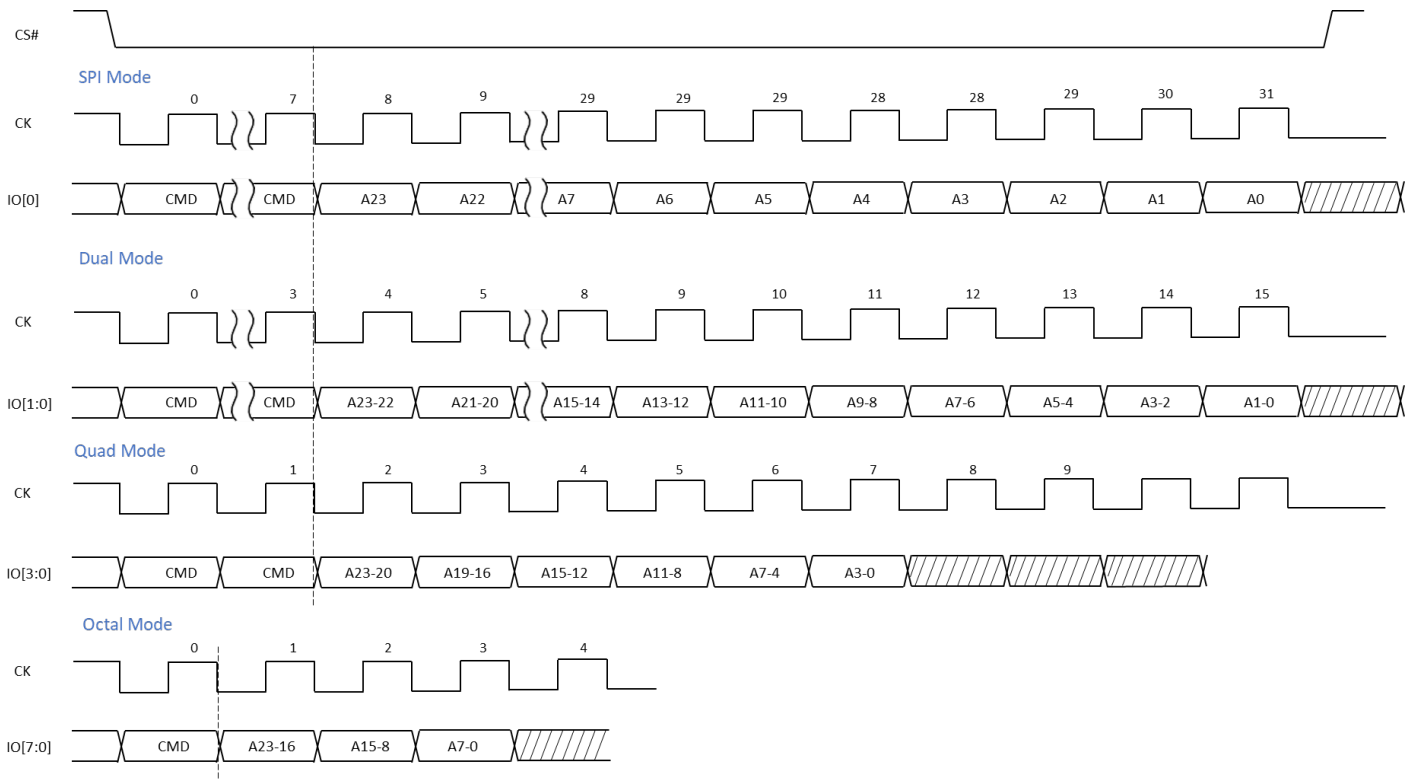 CS#
SPI Mode
0 7 8 9 29 29 29 28 28 29 30 31
CK
IO[0] CMD CMD A23 A22 A7 A6 A5 A4 A3 A2 A1 A0
Dual Mode
0 3 4 5 8 9 10 11 12 13 14 15
CK
IO[1:0] CMD CMD A23-22 A21-20 A15-14 A13-12 A11-10 A9-8 A7-6 A5-4 A3-2 A1-0
Quad Mode
0 1 2 3 4 5 6 7 8 9
CK
IO[3:0] CMD CMD A23-20 A19-16 A15-12 A11-8 A7-4 A3-0
Octal Mode
0 1 2 3 4
CK
IO[7:0] CMD A23-16 A15-8 A7-0